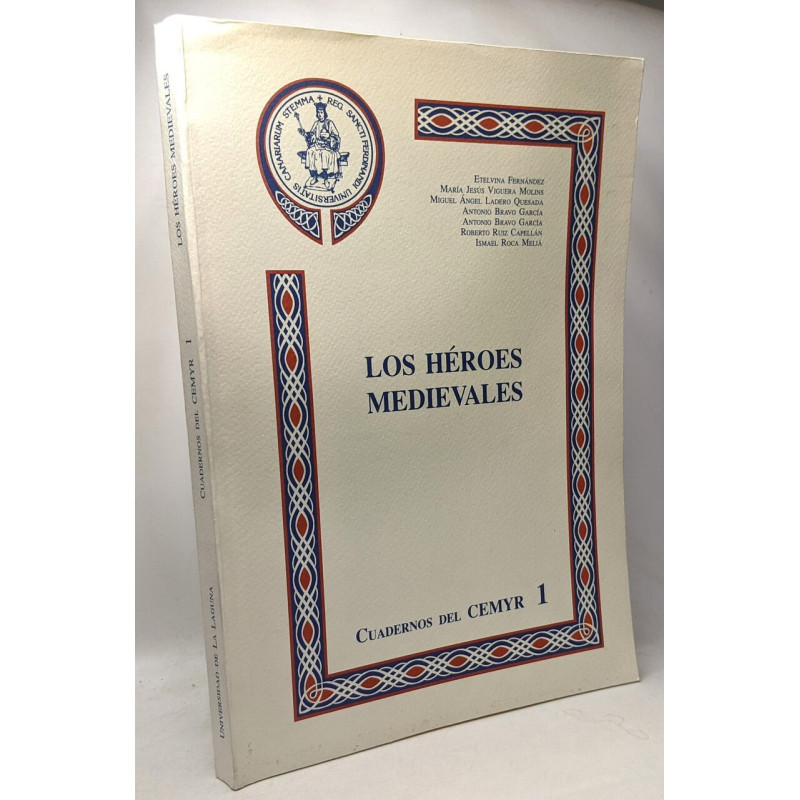 CANARIARUM STEMMA + REG. SANCTI FERDINANDI UNIVERSITATIS
ETELVINA FERNÁNDEZ
MARÍA JESÚS VIGUERA MOLINS
MIGUEL ÁNGEL LADERO QUESADA
ANTONIO BRAVO GARCÍA
ANTONIO BRAVO GARCÍA
ROBERTO RUIZ CAPELLÁN
ISMAEL ROCA MELIÁ
LOS HÉROES
MEDIEVALES
CUADERNOS DEL CEMYR 1
LOS HÉROES MEDIEVALES
CUADERNOS DEL CEMYR 1
UNIVERSIDAD DE LA LAGUNA